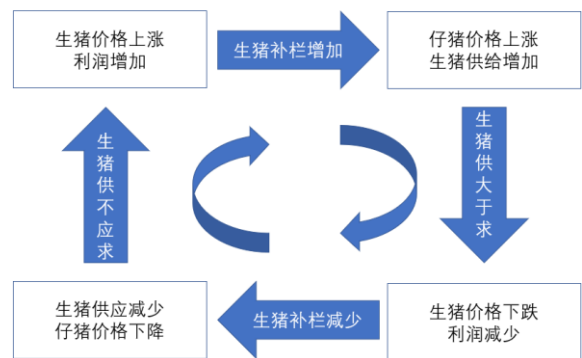 生猪价格上涨
利润增加
生猪补栏增加
仔猪价格上涨
生猪供给增加
生猪供大于求
生猪价格下跌
利润减少
生猪补栏减少
生猪供应减少
仔猪价格下降
生猪供不应求